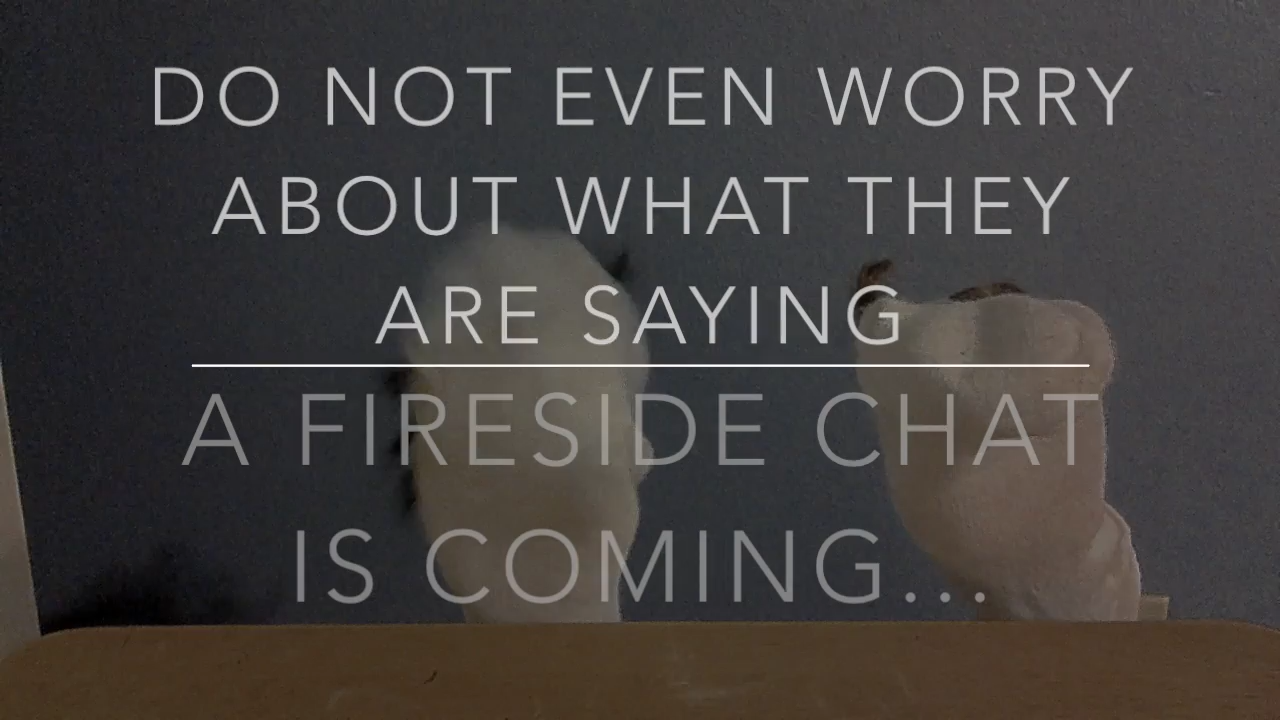 DO NOT EVEN WORRY
ABOUT WHAT THEY
ARE SAYING
A FIRESIDE CHAT
IS COMING...